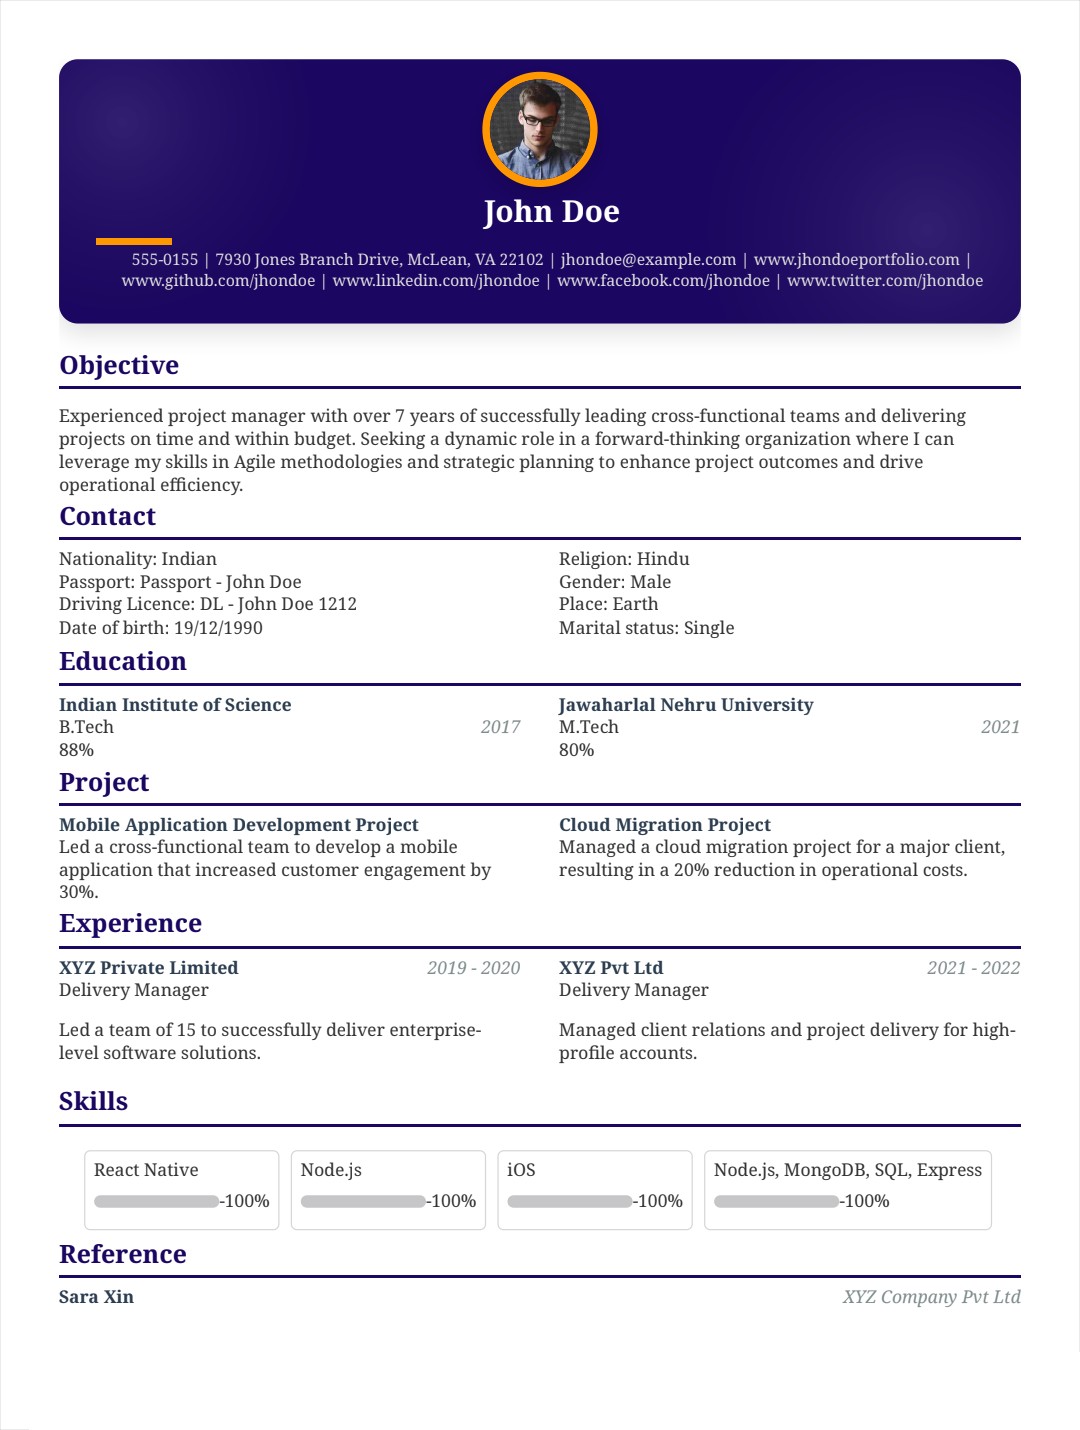 John Doe
555-0155 | 7930 Jones Branch Drive, McLean, VA 22102 | jhondoe@example.com | www.jhondoeportfolio.com |
www.github.com/jhondoe | www.linkedin.com/jhondoe | www.facebook.com/jhondoe | www.twitter.com/jhondoe
Objective
Experienced project manager with over 7 years of successfully leading cross-functional teams and delivering
projects on time and within budget. Seeking a dynamic role in a forward-thinking organization where I can
leverage my skills in Agile methodologies and strategic planning to enhance project outcomes and drive
operational efficiency.
Contact
Nationality: Indian
Religion: Hindu
Passport: Passport - John Doe
Gender: Male
Driving Licence: DL - John Doe 1212
Place: Earth
Date of birth: 19/12/1990
Marital status: Single
Education
Indian Institute of Science
B.Tech 2017
88%
Jawaharlal Nehru University
M.Tech 2021
80%
Project
Mobile Application Development Project
Led a cross-functional team to develop a mobile
application that increased customer engagement by
30%.
Cloud Migration Project
Managed a cloud migration project for a major client,
resulting in a 20% reduction in operational costs.
Experience
XYZ Private Limited 2019 - 2020
Delivery Manager
Led a team of 15 to successfully deliver enterprise-
level software solutions.
XYZ Pvt Ltd 2021 - 2022
Delivery Manager
Managed client relations and project delivery for high-
profile accounts.
Skills
React Native
-100%
Node.js
-100%
iOS
-100%
Node.js, MongoDB, SQL, Express
-100%
Reference
Sara Xin XYZ Company Pvt Ltd